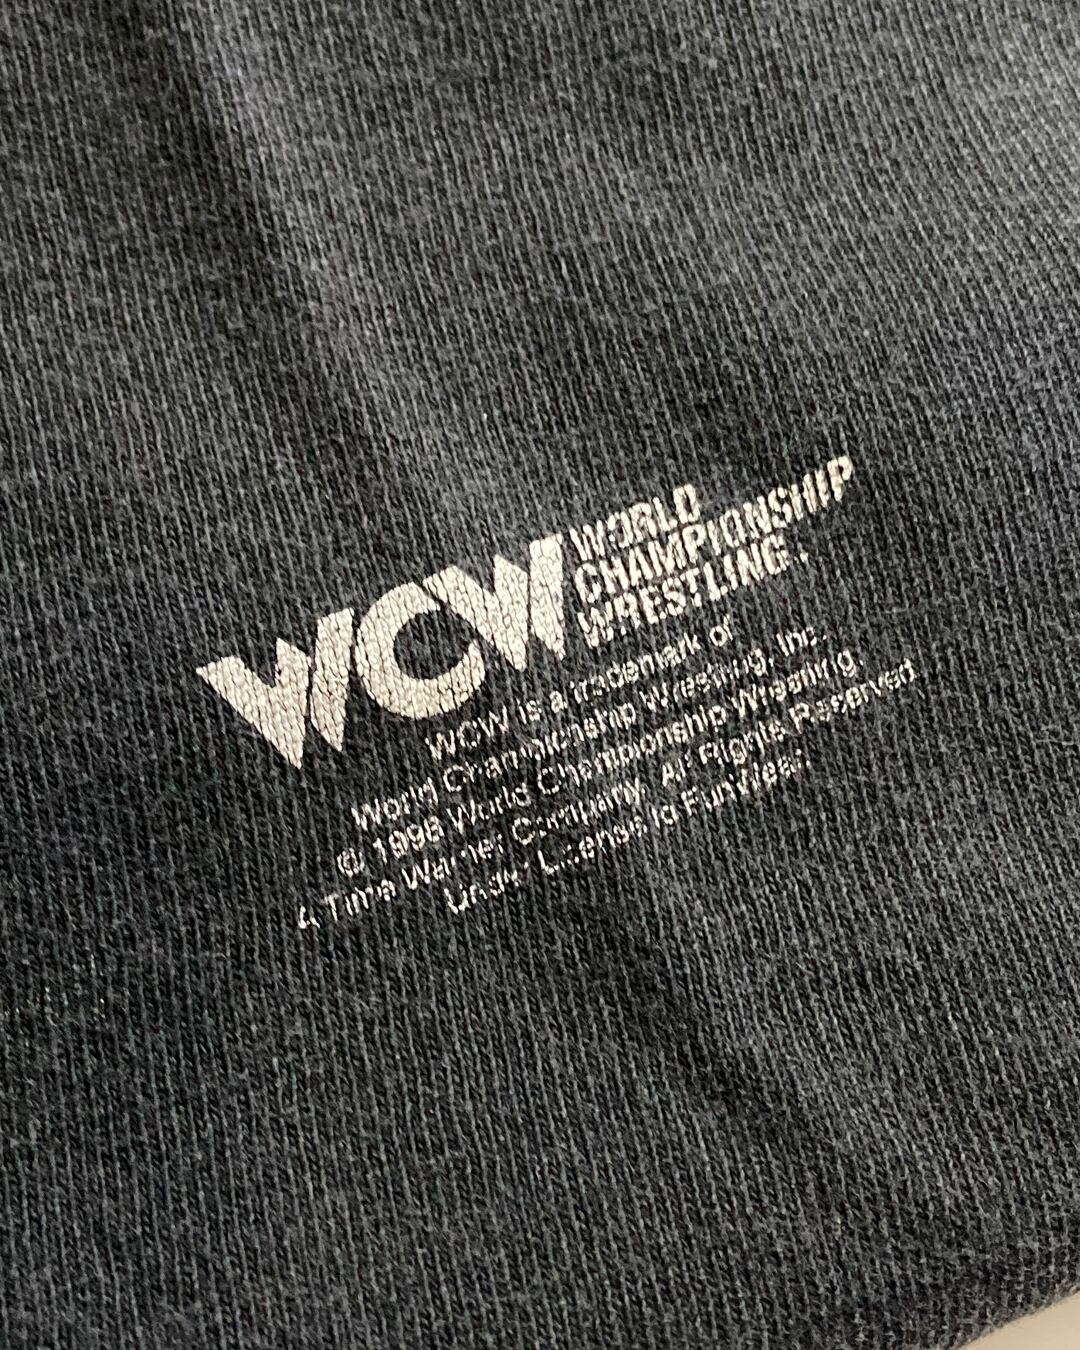 WCW WORLD
CHAMPIONSHIP
WRESTLING.
WCW is a trademark of
World Championship Wrestling, Inc.
© 1998 World Championship Wrestling,
A Time Warner Company, All Rights Reserved
Under License to FunWear